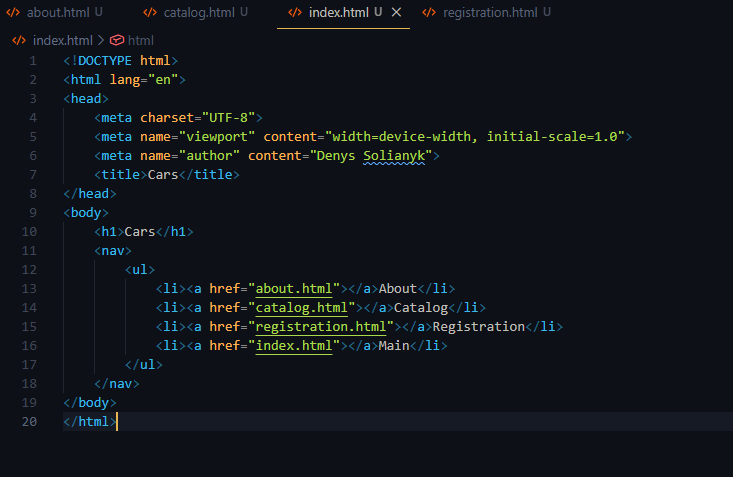 about.html U catalog.html U index.html U registration.html U
index.html > html
1 <!DOCTYPE html>
2 <html lang="en">
3 <head>
4     <meta charset="UTF-8">
5     <meta name="viewport" content="width=device-width, initial-scale=1.0">
6     <meta name="author" content="Denys Solianyk">
7     <title>Cars</title>
8 </head>
9 <body>
10     <h1>Cars</h1>
11     <nav>
12         <ul>
13             <li><a href="about.html"></a>About</li>
14             <li><a href="catalog.html"></a>Catalog</li>
15             <li><a href="registration.html"></a>Registration</li>
16             <li><a href="index.html"></a>Main</li>
17         </ul>
18     </nav>
19 </body>
20 </html>